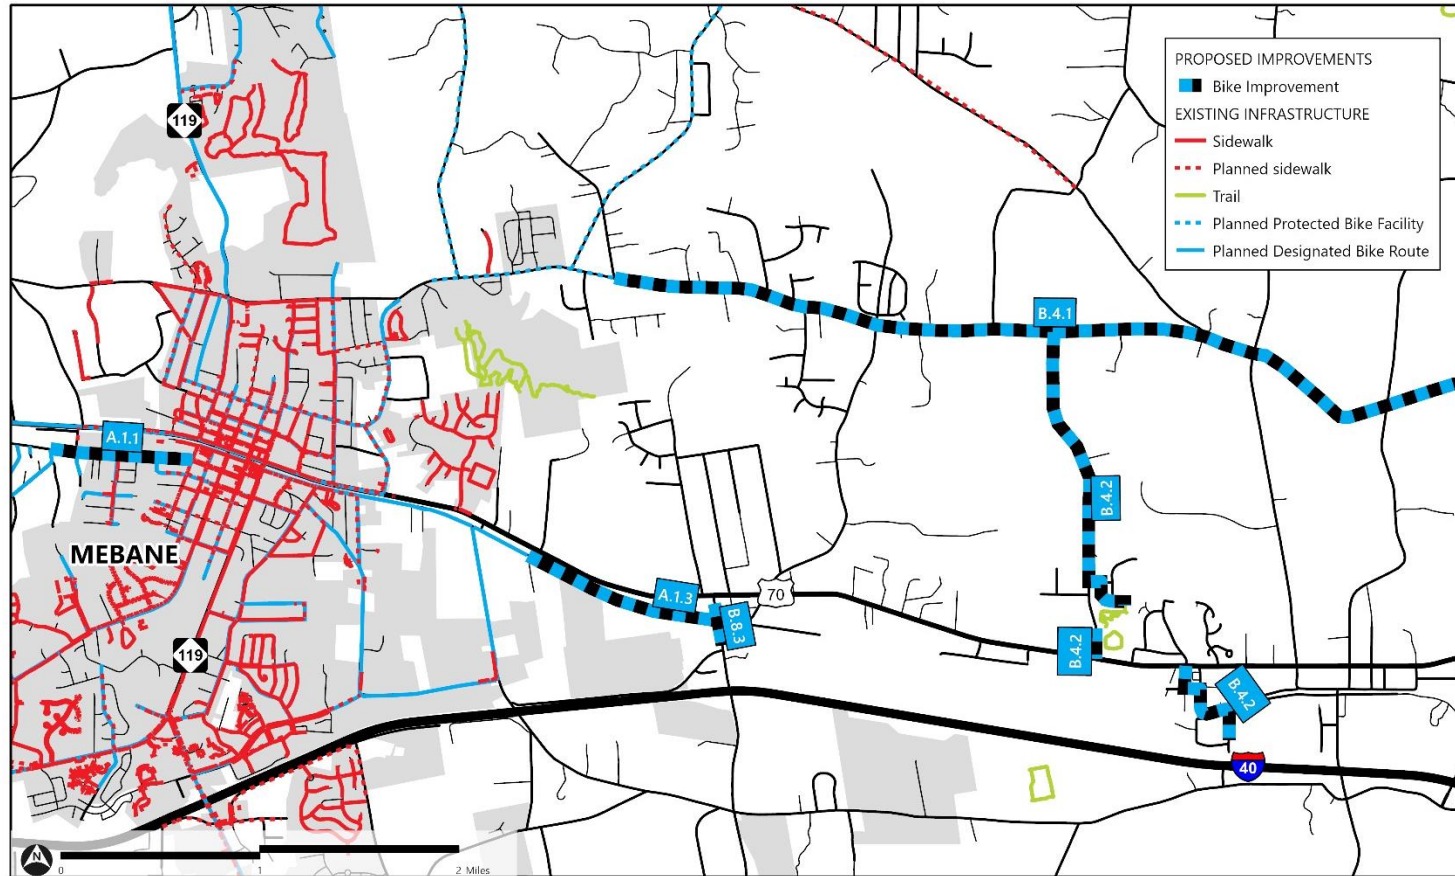 PROPOSED IMPROVEMENTS
Bike Improvement
EXISTING INFRASTRUCTURE
Sidewalk
Planned sidewalk
Trail
Planned Protected Bike Facility
Planned Designated Bike Route
119
B.4.1
A.1.1
B.4.2
MEBANE
A.1.3
70
B.8.3
119
B.4.2
B.4.2
40
N
0
1
2 Miles